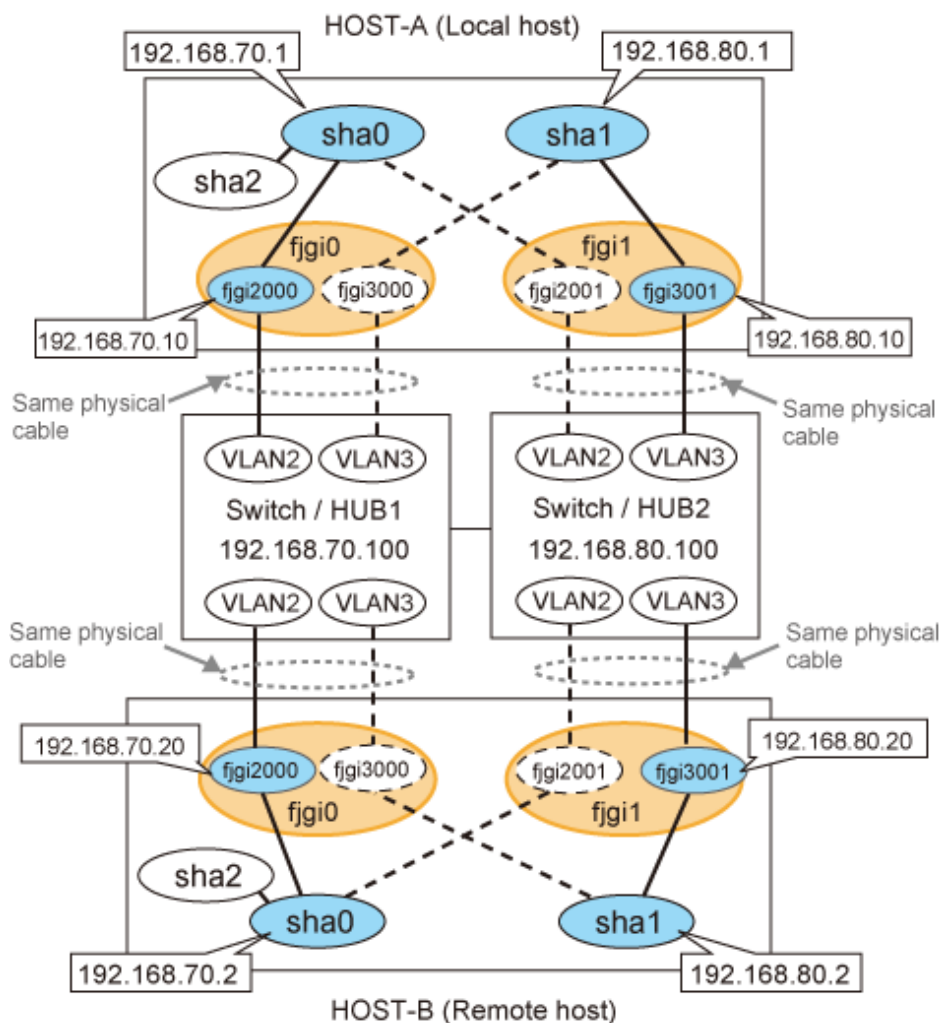 HOST-A (Local host)
192.168.70.1
192.168.80.1
sha0
sha1
sha2
fjgi0
fjgi1
fjgi2000
fjgi3000
fjgi2001
fjgi3001
192.168.70.10
192.168.80.10
Same physical
cable
Same physical
cable
VLAN2
VLAN3
VLAN2
VLAN3
Switch / HUB1
Switch / HUB2
192.168.70.100
192.168.80.100
VLAN2
VLAN3
VLAN2
VLAN3
Same physical
cable
Same physical
cable
192.168.70.20
192.168.80.20
fjgi2000
fjgi3000
fjgi2001
fjgi3001
fjgi0
fjgi1
sha2
sha0
sha1
192.168.70.2
192.168.80.2
HOST-B (Remote host)